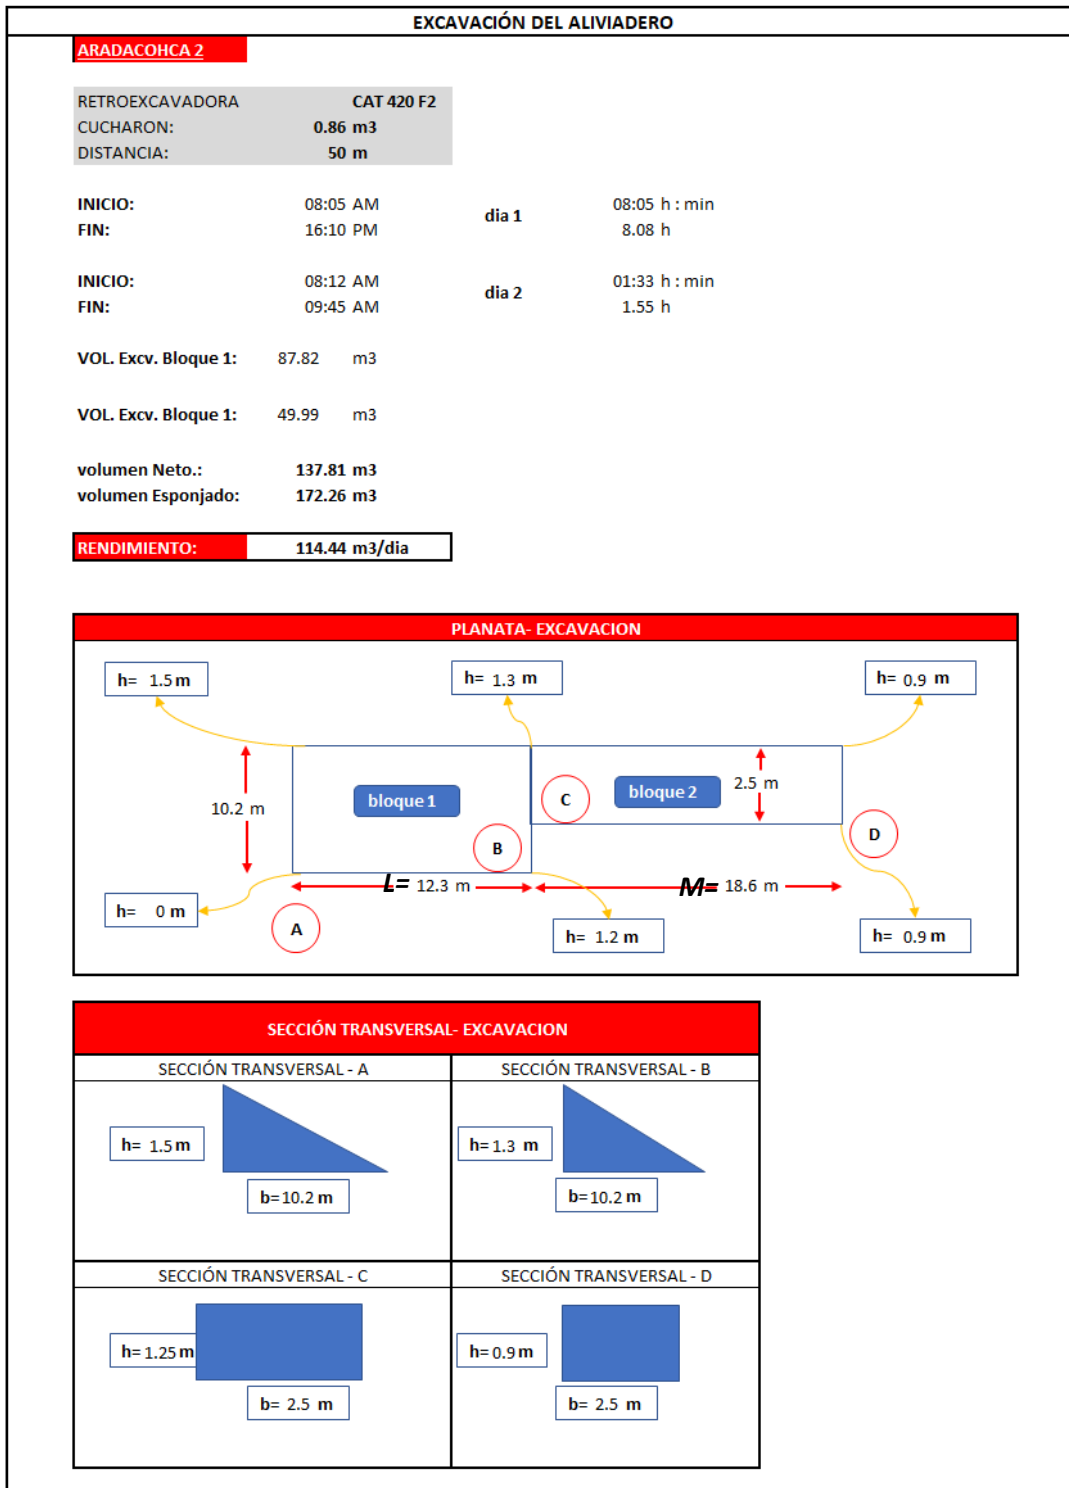 EXCAVACIÓN DEL ALIVIADERO
ARADACOHCA 2
RETROEXCAVADORA CAT 420 F2
CUCHARON: 0.86 m3
DISTANCIA: 50 m
INICIO: 08:05 AM dia 1 08:05 h : min
FIN: 16:10 PM 8.08 h
INICIO: 08:12 AM dia 2 01:33 h : min
FIN: 09:45 AM 1.55 h
VOL. Excv. Bloque 1: 87.82 m3
VOL. Excv. Bloque 1: 49.99 m3
volumen Neto.: 137.81 m3
volumen Esponjado: 172.26 m3
RENDIMIENTO: 114.44 m3/dia
PLANATA- EXCAVACION
h= 1.5 m h= 1.3 m h= 0.9 m
10.2 m bloque 1 C bloque 2 2.5 m
B D
L= 12.3 m M= 18.6 m
h= 0 m A h= 1.2 m h= 0.9 m
SECCIÓN TRANSVERSAL- EXCAVACION
SECCIÓN TRANSVERSAL - A SECCIÓN TRANSVERSAL - B
h= 1.5 m h= 1.3 m
b= 10.2 m b= 10.2 m
SECCIÓN TRANSVERSAL - C SECCIÓN TRANSVERSAL - D
h= 1.25 m h= 0.9 m
b= 2.5 m b= 2.5 m